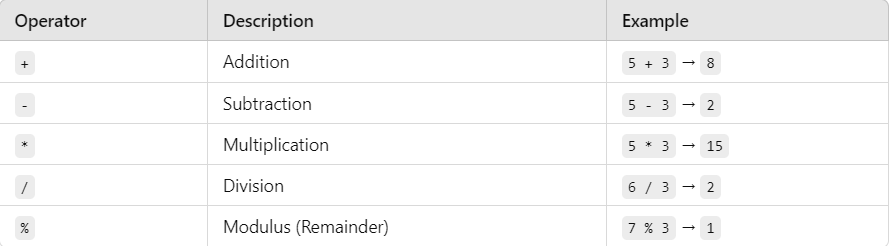 Operator Description Example
+ Addition 5 + 3 → 8
- Subtraction 5 - 3 → 2
* Multiplication 5 * 3 → 15
/ Division 6 / 3 → 2
% Modulus (Remainder) 7 % 3 → 1